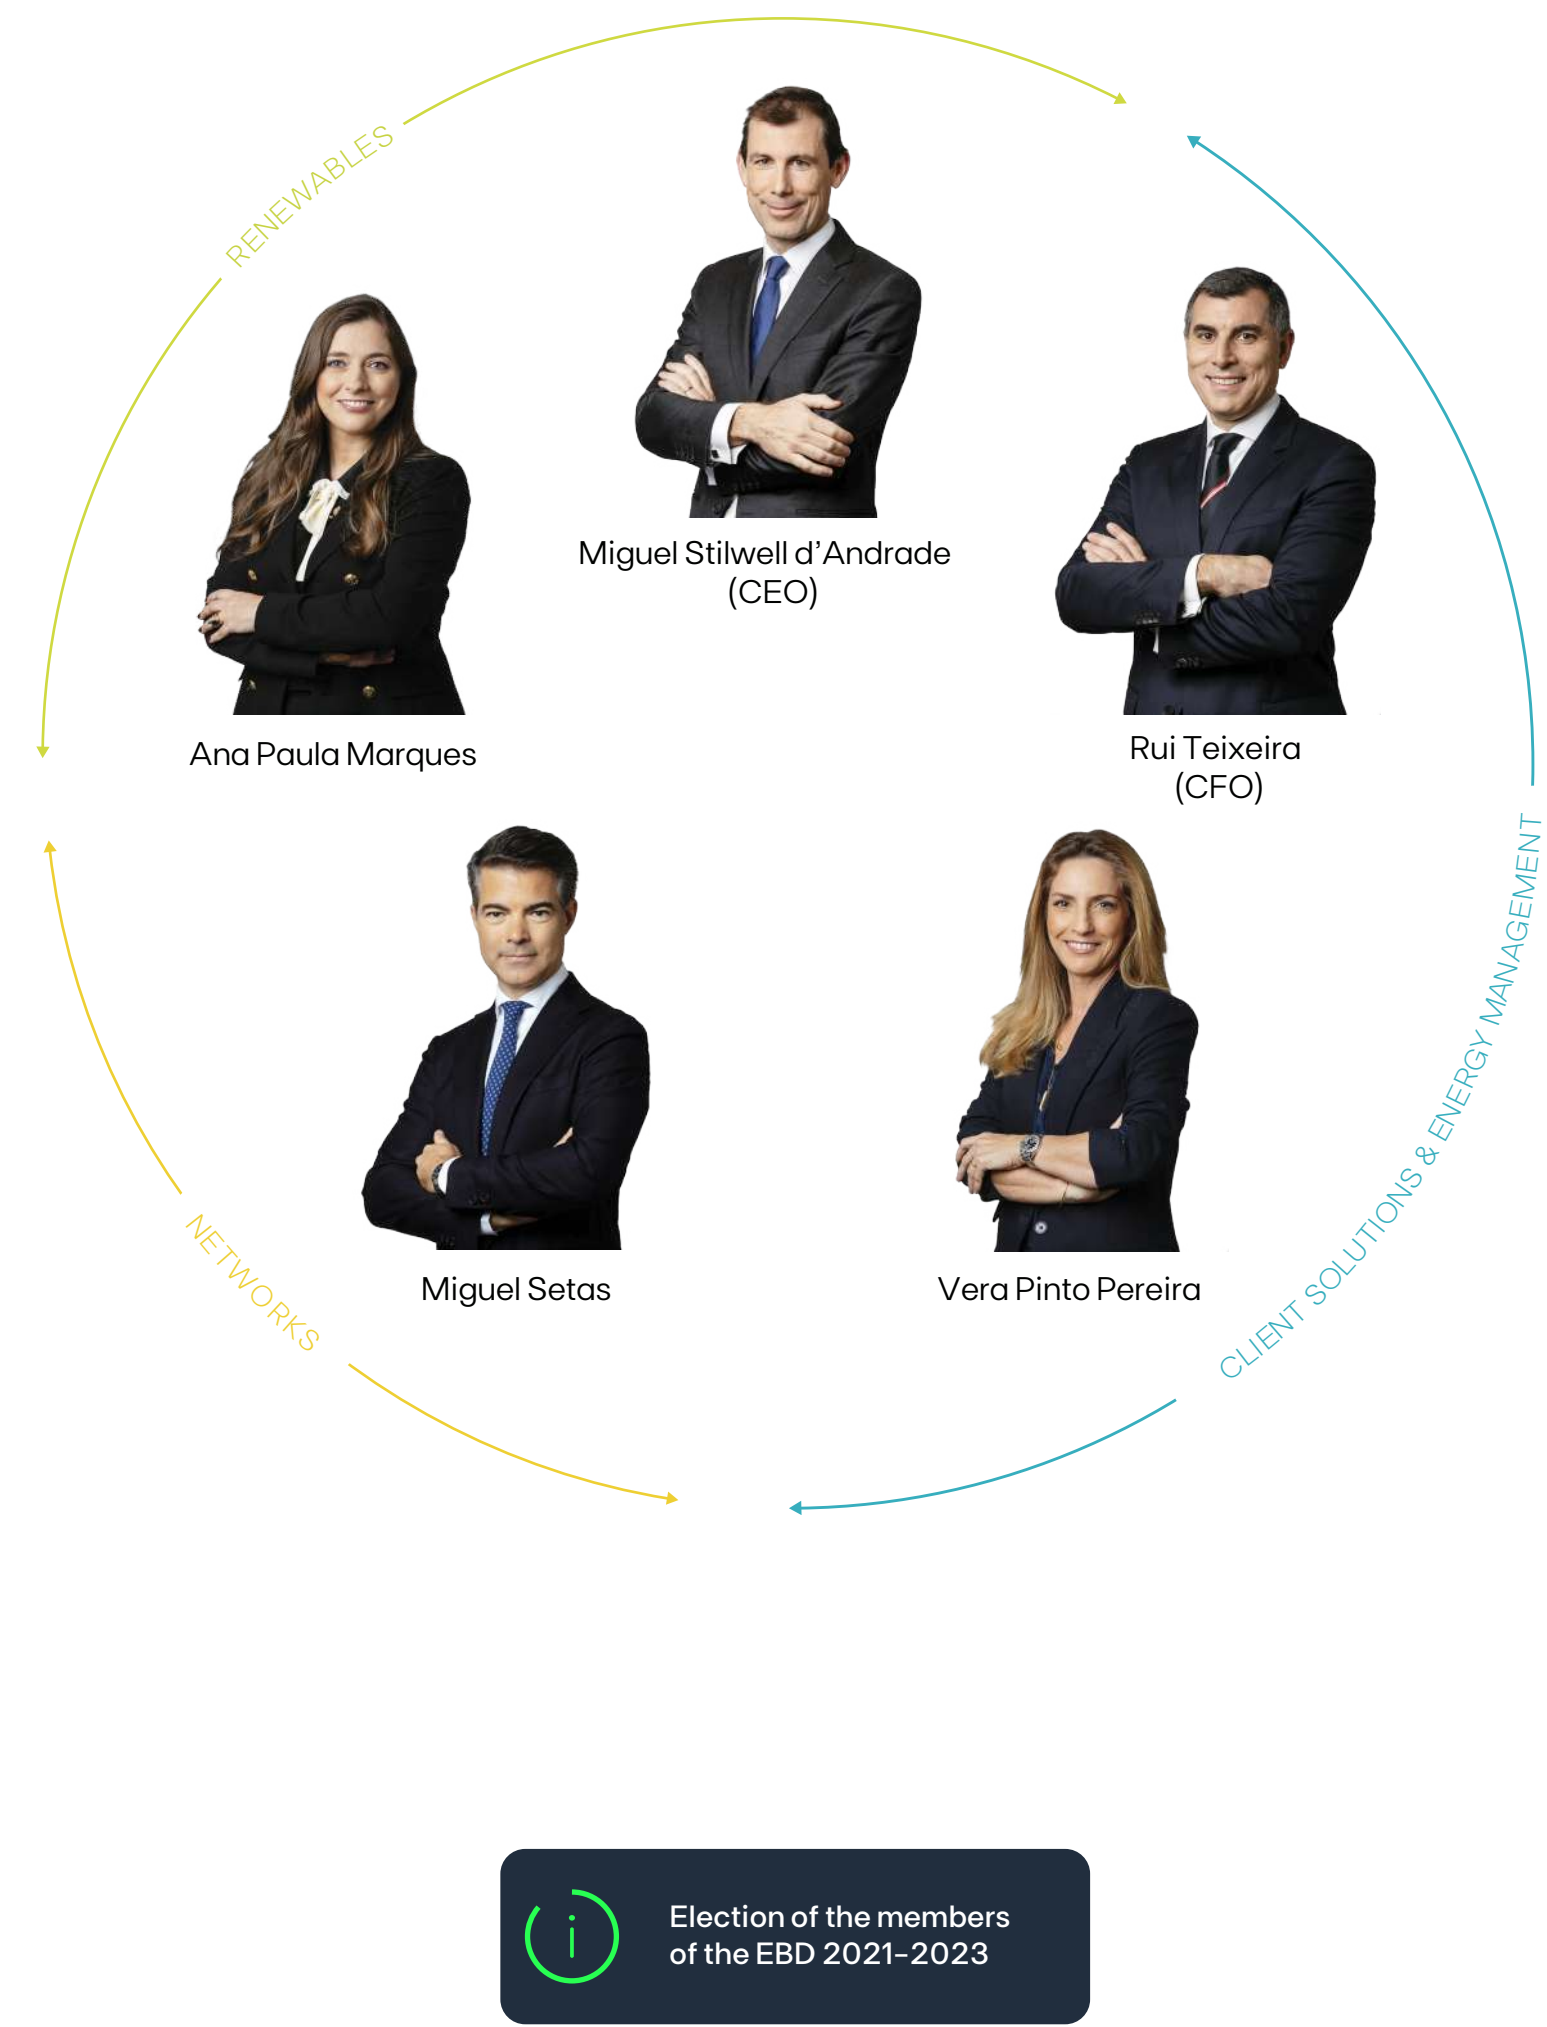 RENEWABLES
Miguel Stilwell d’Andrade
(CEO)
Ana Paula Marques
Rui Teixeira
(CFO)
CLIENT SOLUTIONS & ENERGY MANAGEMENT
NETWORKS
Miguel Setas
Vera Pinto Pereira
Election of the members
of the EBD 2021-2023